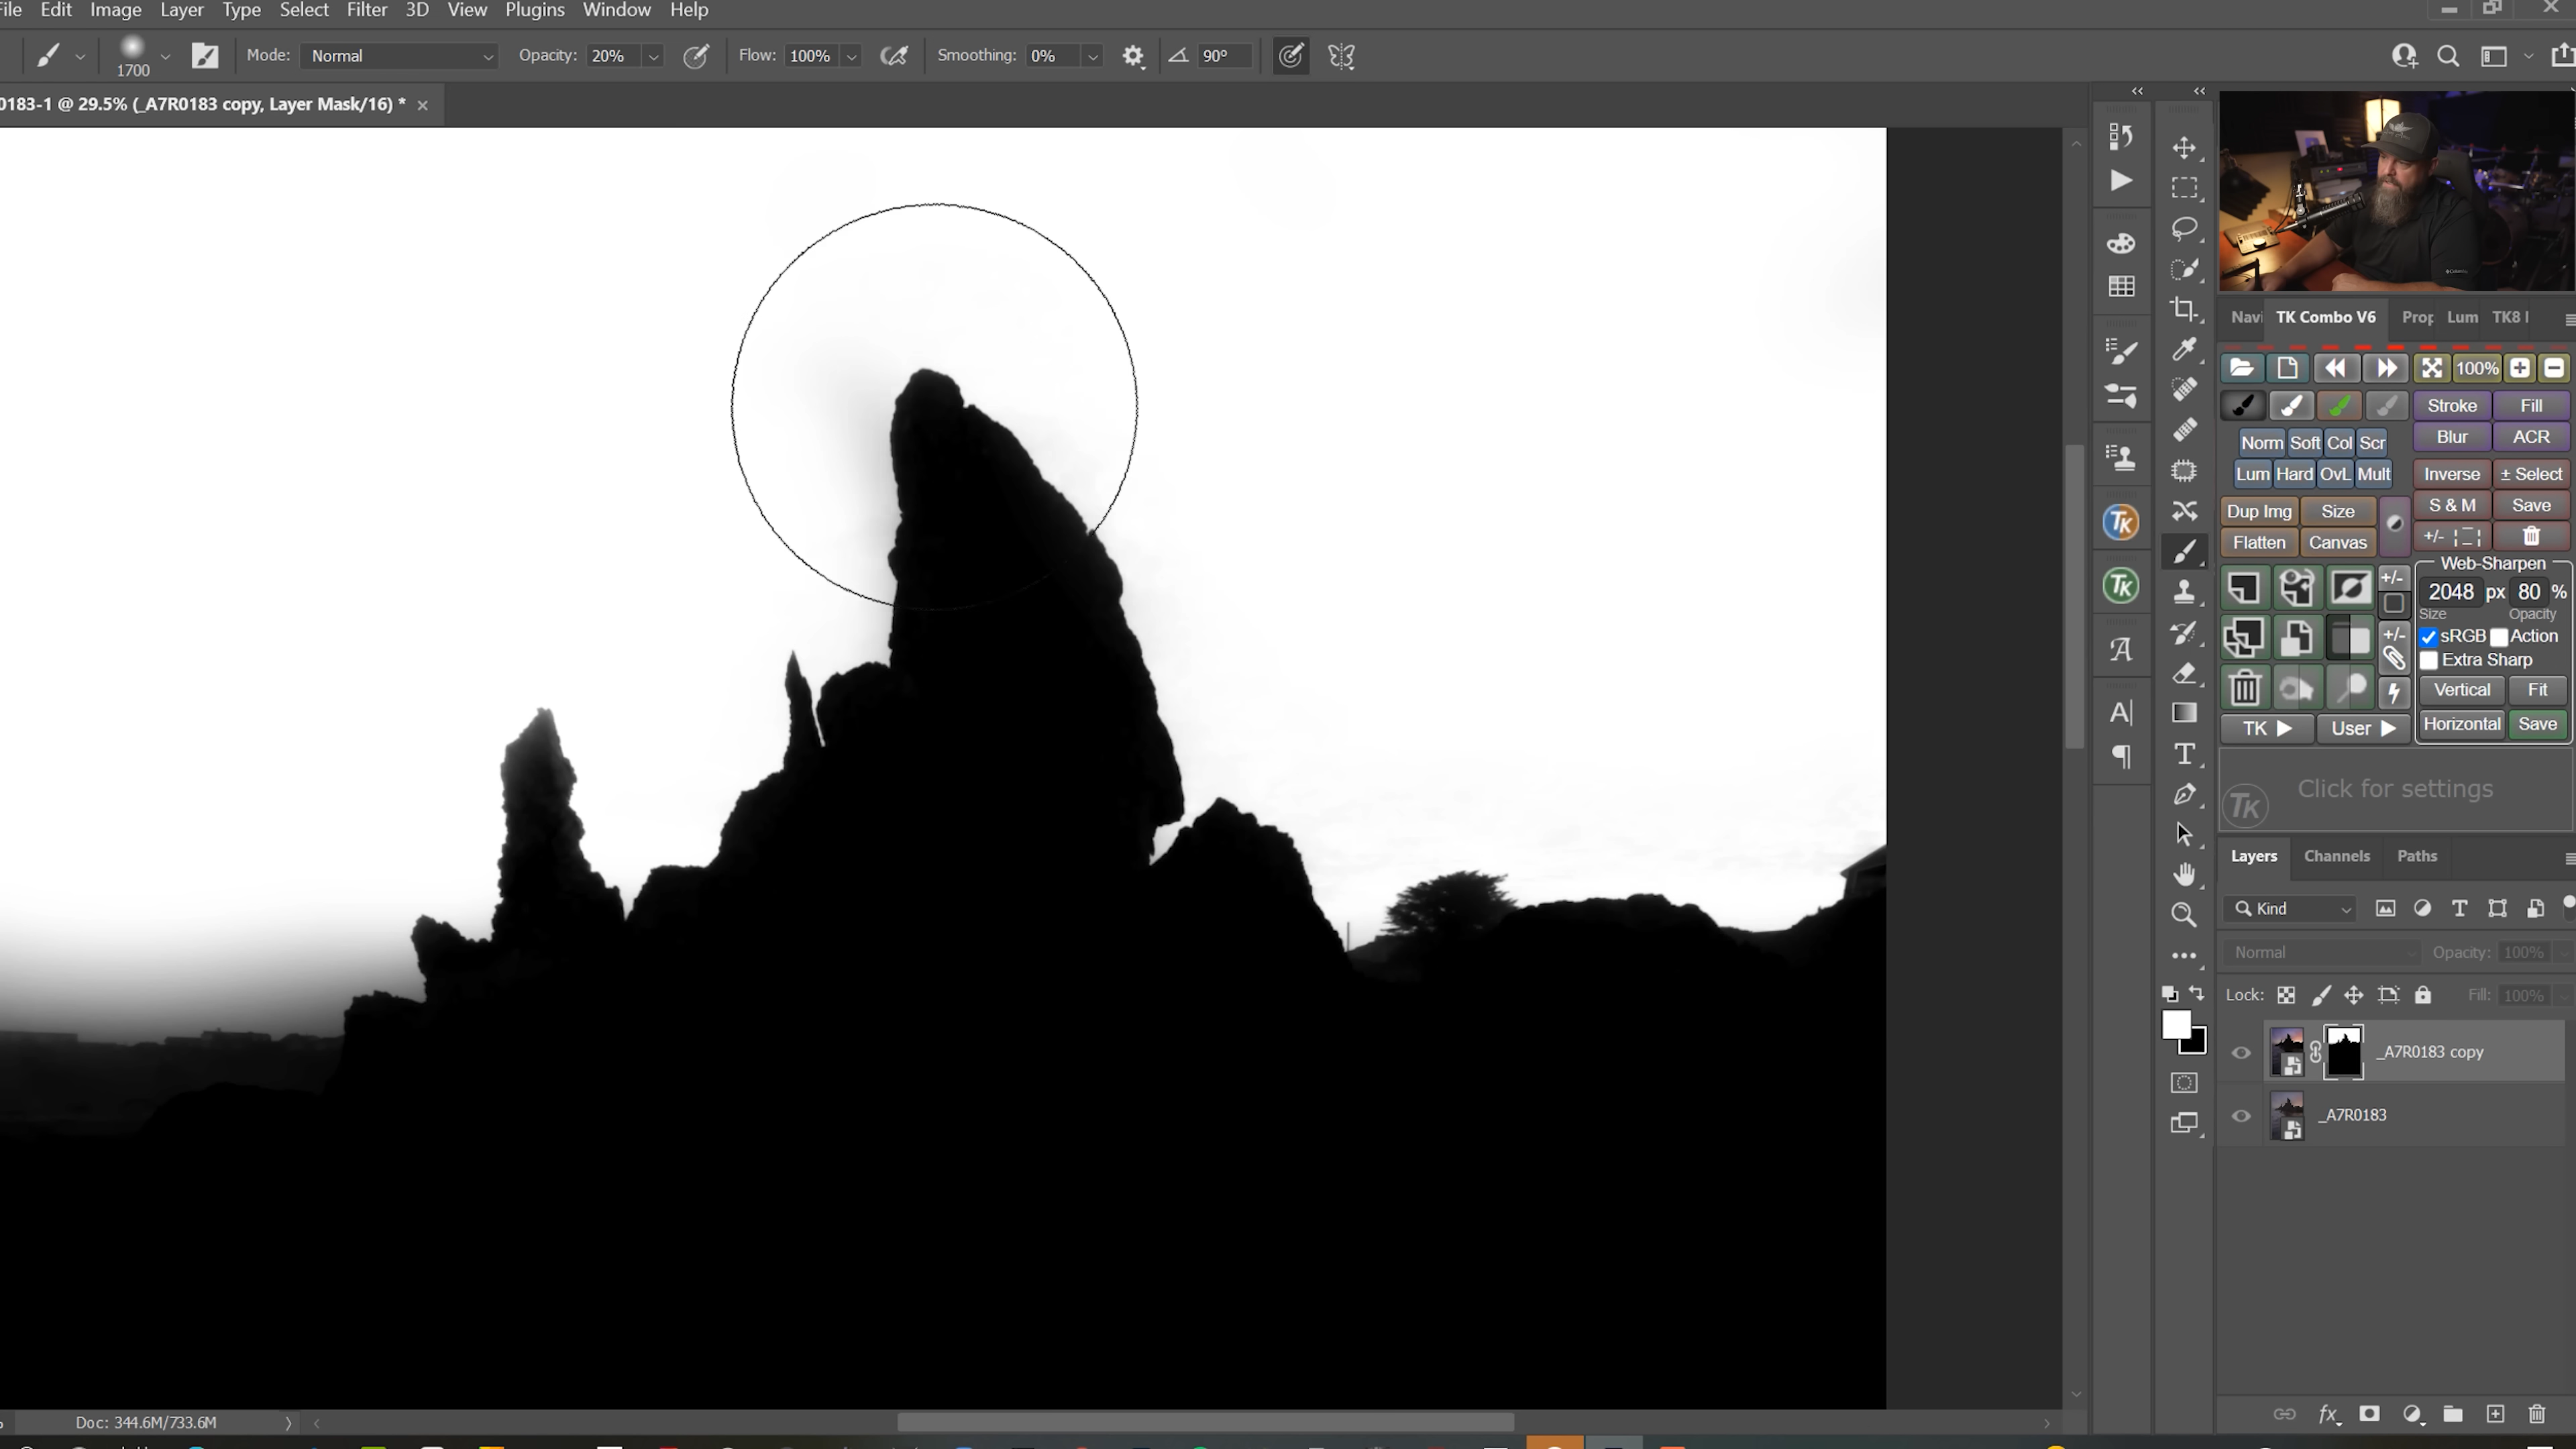 File Edit Image Layer Type Select Filter 3D View Plugins Window Help
1700 Mode: Normal Opacity: 20% Flow: 100% Smoothing: 0% 90°
0183-1 @ 29.5% (_A7R0183 copy, Layer Mask/16) * ×
Navi TK Combo V6 Prop Lum TK8
100%
Stroke Fill
Norm Soft Col Scr Blur ACR
Lum Hard OvL Mult Inverse ± Select
Dup Img Size S & M Save
Flatten Canvas +/-
Web-Sharpen
+/- 2048 px 80 %
Size Opacity
+/- sRGB Action
Extra Sharp
Vertical Fit
TK User Horizontal Save
TK
TK
A
A|
¶
TK Click for settings
Layers Channels Paths
Kind
Normal Opacity: 100%
Lock: Fill: 100%
_A7R0183 copy
_A7R0183
Doc: 344.6M/733.6M
fx